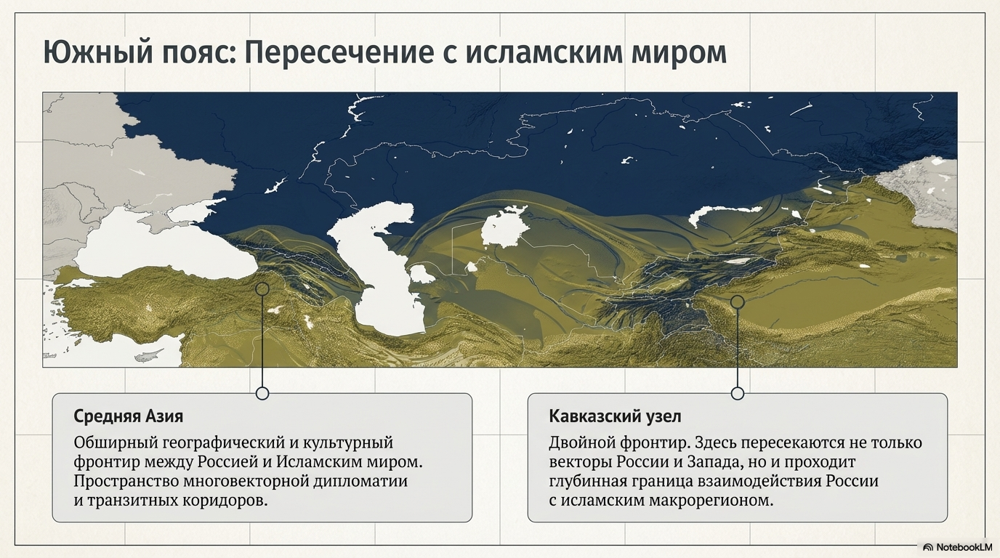 Южный пояс: Пересечение с исламским миром
Средняя Азия
Обширный географический и культурный
фронтир между Россией и Исламским миром.
Пространство многовекторной дипломатии
и транзитных коридоров.
Кавказский узел
Двойной фронтир. Здесь пересекаются не только
векторы России и Запада, но и проходит
глубинная граница взаимодействия России
с исламским макрорегионом.
NotebookLM